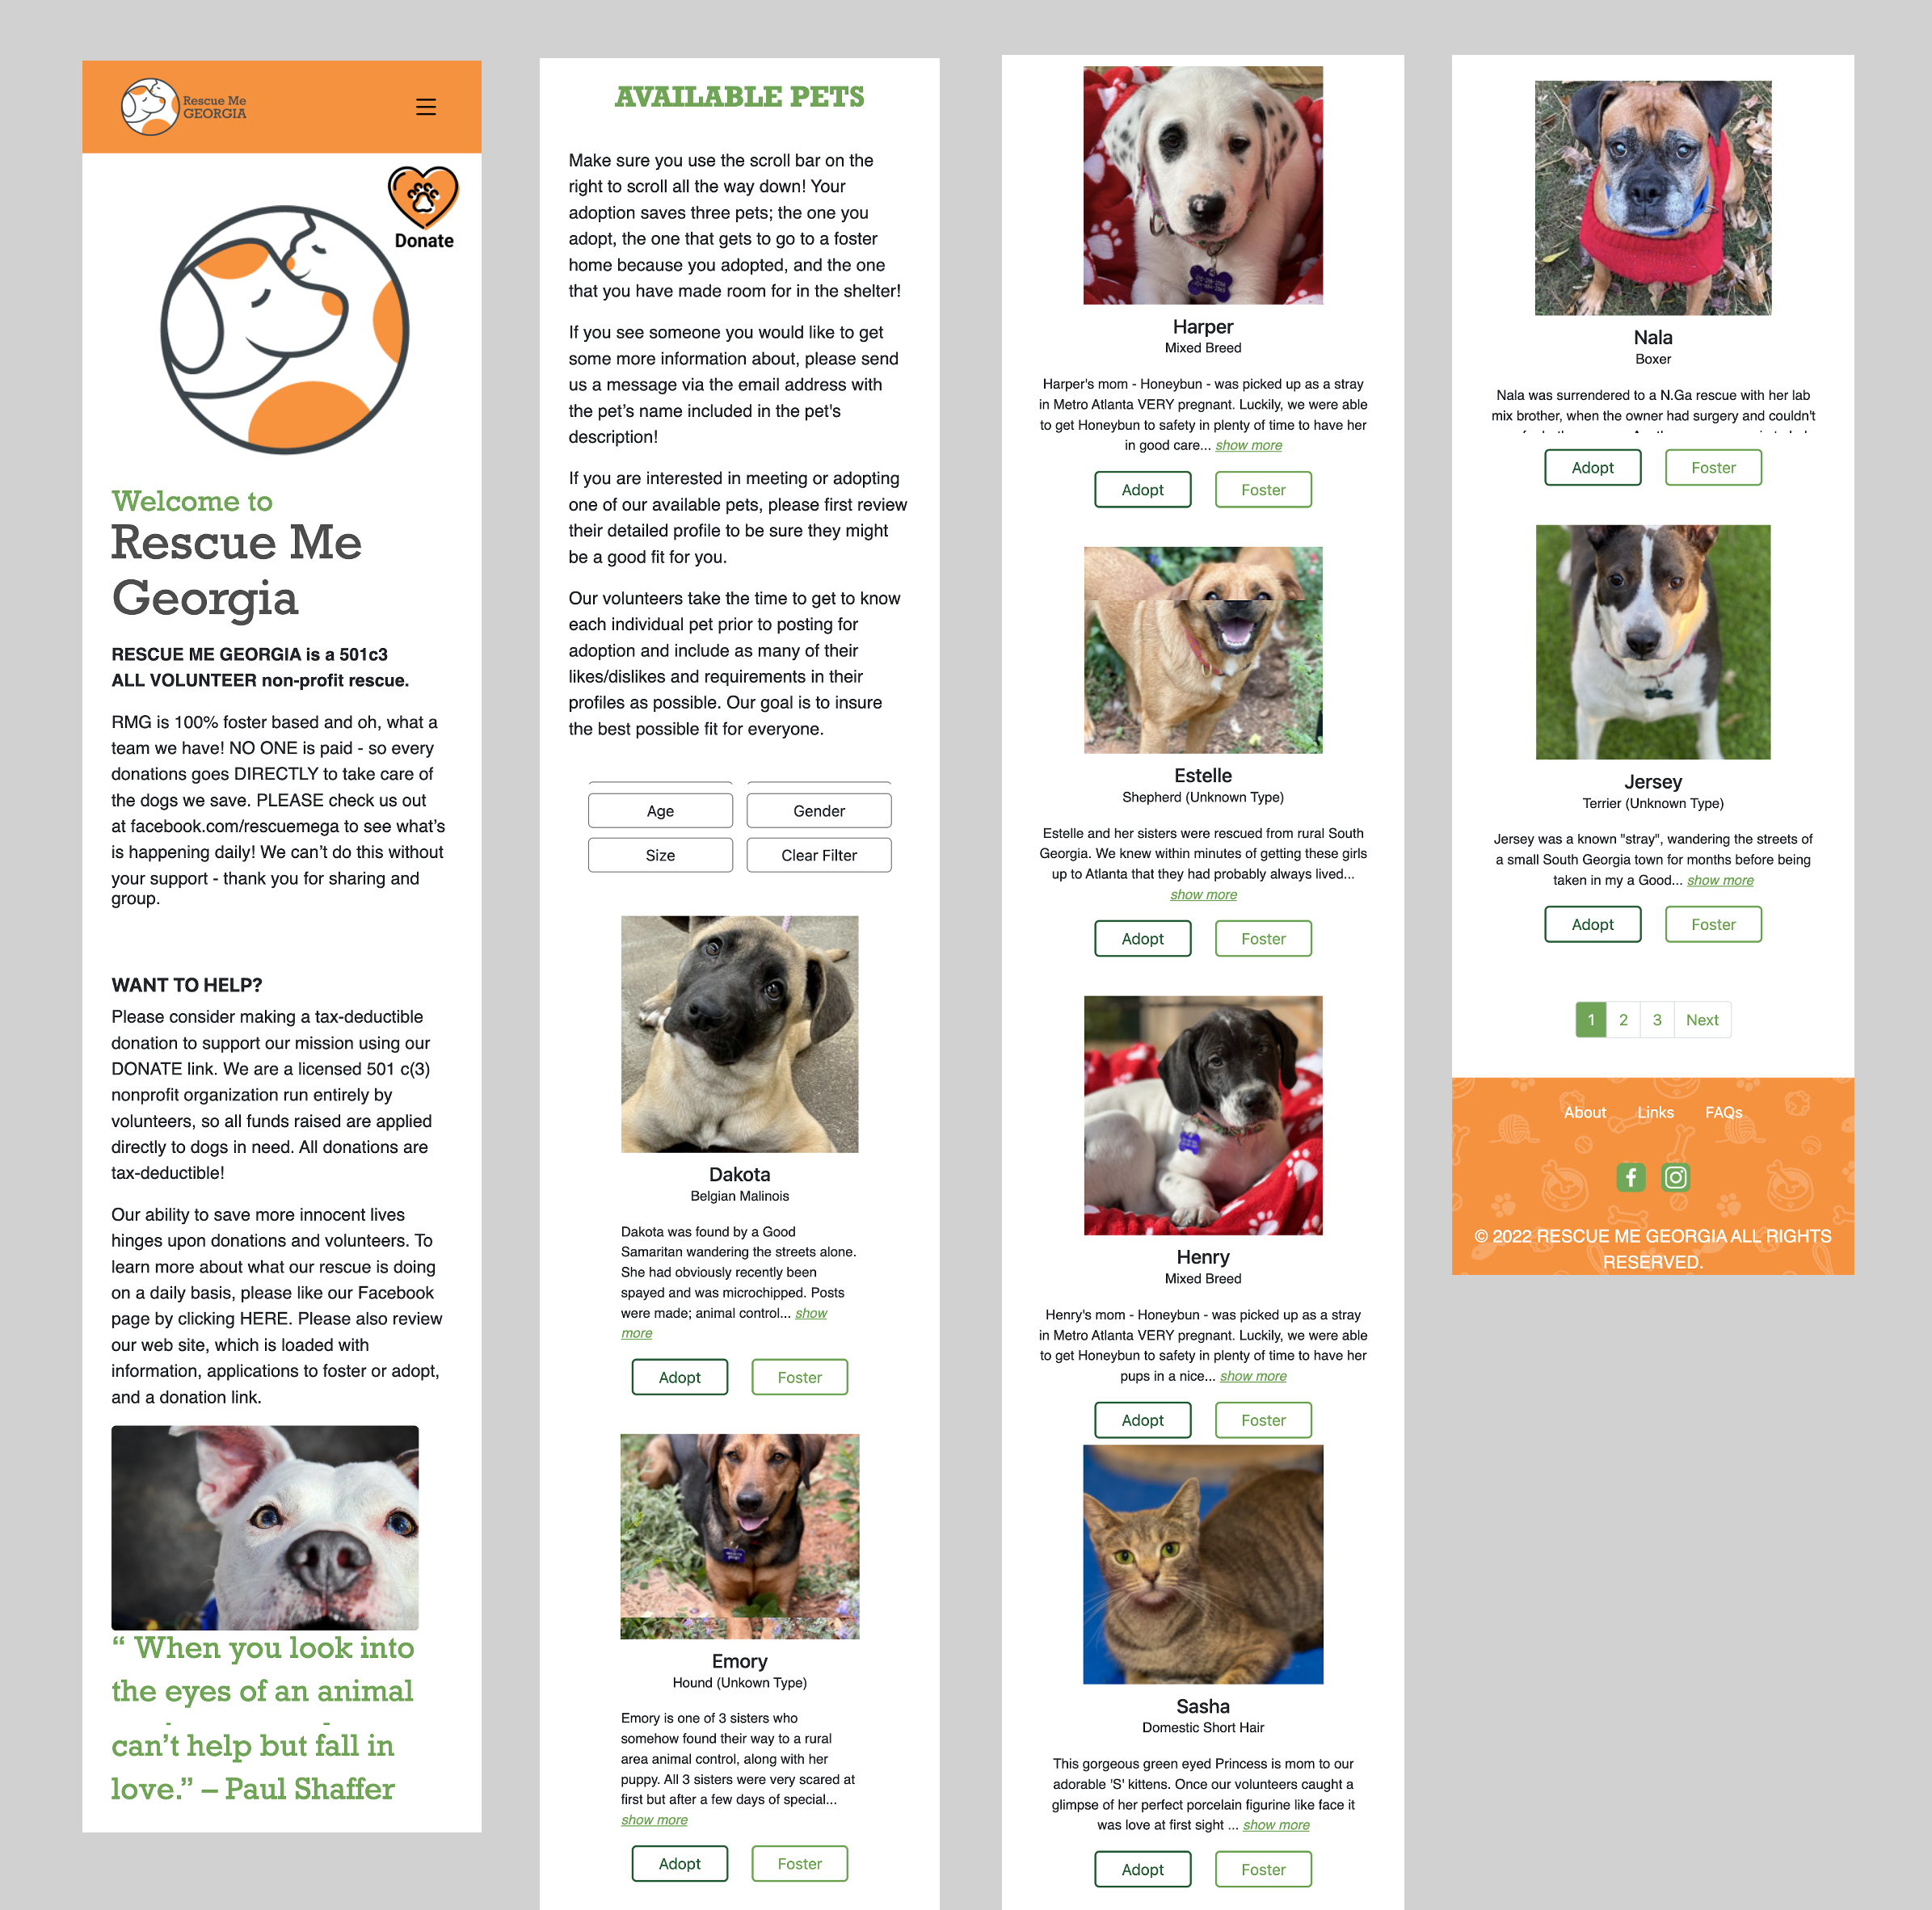 Rescue Me
GEORGIA
Donate
Welcome to
Rescue Me
Georgia
RESCUE ME GEORGIA is a 501c3
ALL VOLUNTEER non-profit rescue.
RMG is 100% foster based and oh, what a
team we have! NO ONE is paid - so every
donations goes DIRECTLY to take care of
the dogs we save. PLEASE check us out
at facebook.com/rescuemega to see what's
is happening daily! We can't do this without
your support - thank you for sharing and
group.
WANT TO HELP?
Please consider making a tax-deductible
donation to support our mission using our
DONATE link. We are a licensed 501 c(3)
nonprofit organization run entirely by
volunteers, so all funds raised are applied
directly to dogs in need. All donations are
tax-deductible!
Our ability to save more innocent lives
hinges upon donations and volunteers. To
learn more about what our rescue is doing
on a daily basis, please like our Facebook
page by clicking HERE. Please also review
our web site, which is loaded with
information, applications to foster or adopt,
and a donation link.
“ When you look into
the eyes of an animal
can't help but fall in
love.” – Paul Shaffer
AVAILABLE PETS
Make sure you use the scroll bar on the
right to scroll all the way down! Your
adoption saves three pets; the one you
adopt, the one that gets to go to a foster
home because you adopted, and the one
that you have made room for in the shelter!
If you see someone you would like to get
some more information about, please send
us a message via the email address with
the pet's name included in the pet's
description!
If you are interested in meeting or adopting
one of our available pets, please first review
their detailed profile to be sure they might
be a good fit for you.
Our volunteers take the time to get to know
each individual pet prior to posting for
adoption and include as many of their
likes/dislikes and requirements in their
profiles as possible. Our goal is to insure
the best possible fit for everyone.
Age Gender
Size Clear Filter
Dakota
Belgian Malinois
Dakota was found by a Good
Samaritan wandering the streets alone.
She had obviously recently been
spayed and was microchipped. Posts
were made; animal control... show
more
Adopt Foster
Emory
Hound (Unkown Type)
Emory is one of 3 sisters who
somehow found their way to a rural
area animal control, along with her
puppy. All 3 sisters were very scared at
first but after a few days of special...
show more
Adopt Foster
Harper
Mixed Breed
Harper's mom - Honeybun - was picked up as a stray
in Metro Atlanta VERY pregnant. Luckily, we were able
to get Honeybun to safety in plenty of time to have her
in good care... show more
Adopt Foster
Estelle
Shepherd (Unknown Type)
Estelle and her sisters were rescued from rural South
Georgia. We knew within minutes of getting these girls
up to Atlanta that they had probably always lived...
show more
Adopt Foster
Henry
Mixed Breed
Henry's mom - Honeybun - was picked up as a stray
in Metro Atlanta VERY pregnant. Luckily, we were able
to get Honeybun to safety in plenty of time to have her
pups in a nice... show more
Adopt Foster
Sasha
Domestic Short Hair
This gorgeous green eyed Princess is mom to our
adorable 'S' kittens. Once our volunteers caught a
glimpse of her perfect porcelain figurine like face it
was love at first sight ... show more
Adopt Foster
Nala
Boxer
Nala was surrendered to a N.Ga rescue with her lab
mix brother, when the owner had surgery and couldn't
Adopt Foster
Jersey
Terrier (Unknown Type)
Jersey was a known "stray", wandering the streets of
a small South Georgia town for months before being
taken in my a Good... show more
Adopt Foster
1 2 3 Next
About Links FAQs
© 2022 RESCUE ME GEORGIA ALL RIGHTS
RESERVED.